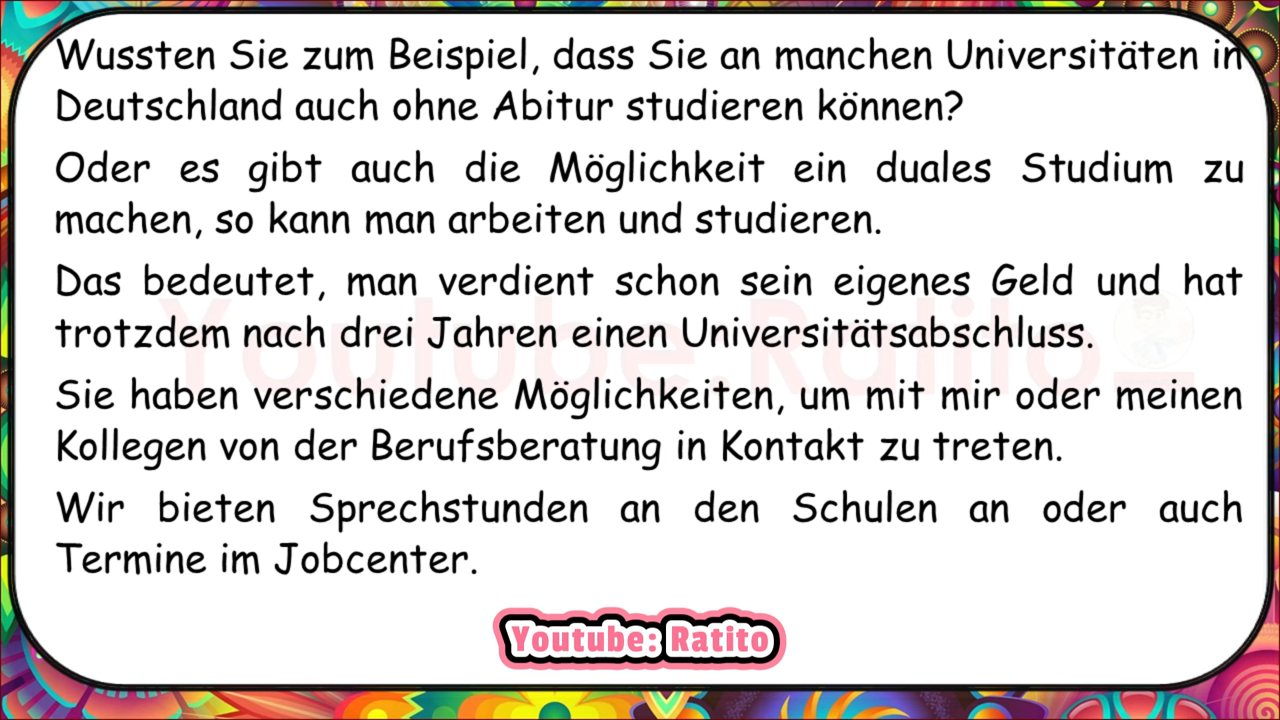 Wussten Sie zum Beispiel, dass Sie an manchen Universitäten in
Deutschland auch ohne Abitur studieren können?
Oder es gibt auch die Möglichkeit ein duales Studium zu
machen, so kann man arbeiten und studieren.
Das bedeutet, man verdient schon sein eigenes Geld und hat
trotzdem nach drei Jahren einen Universitätsabschluss.
Youtube:Ratito
Sie haben verschiedene Möglichkeiten, um mit mir oder meinen
Kollegen von der Berufsberatung in Kontakt zu treten.
Wir bieten Sprechstunden an den Schulen an oder auch
Termine im Jobcenter.
Youtube: Ratito